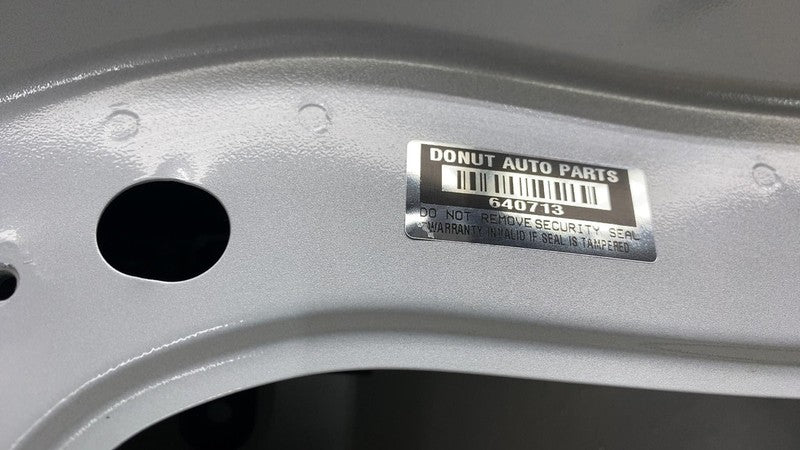 DONUT AUTO PARTS
640713
DO NOT REMOVE SECURITY SEAL
WARRANTY INVALID IF SEAL IS TAMPERED